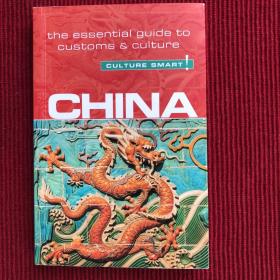 the essential guide to
customs & culture
CULTURE SMART!
CHINA